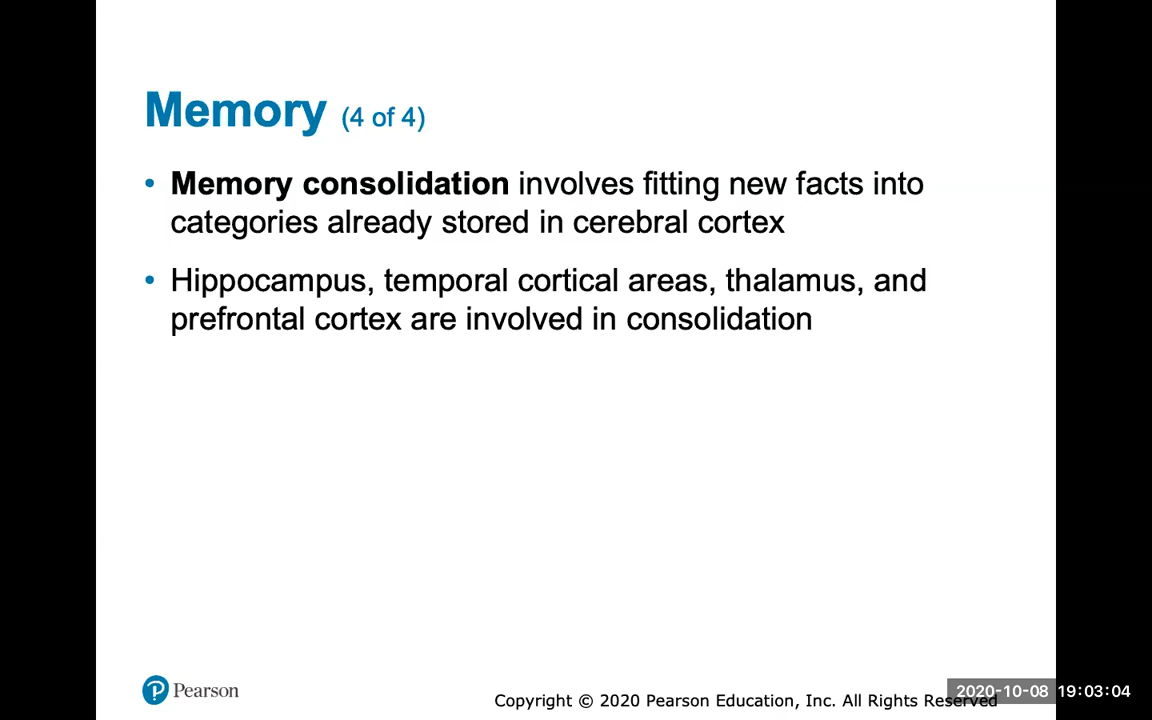 Memory (4 of 4)
• Memory consolidation involves fitting new facts into
categories already stored in cerebral cortex
• Hippocampus, temporal cortical areas, thalamus, and
prefrontal cortex are involved in consolidation
Pearson
Copyright © 2020 Pearson Education, Inc. All Rights Reserved
2020-10-08 19:03:04